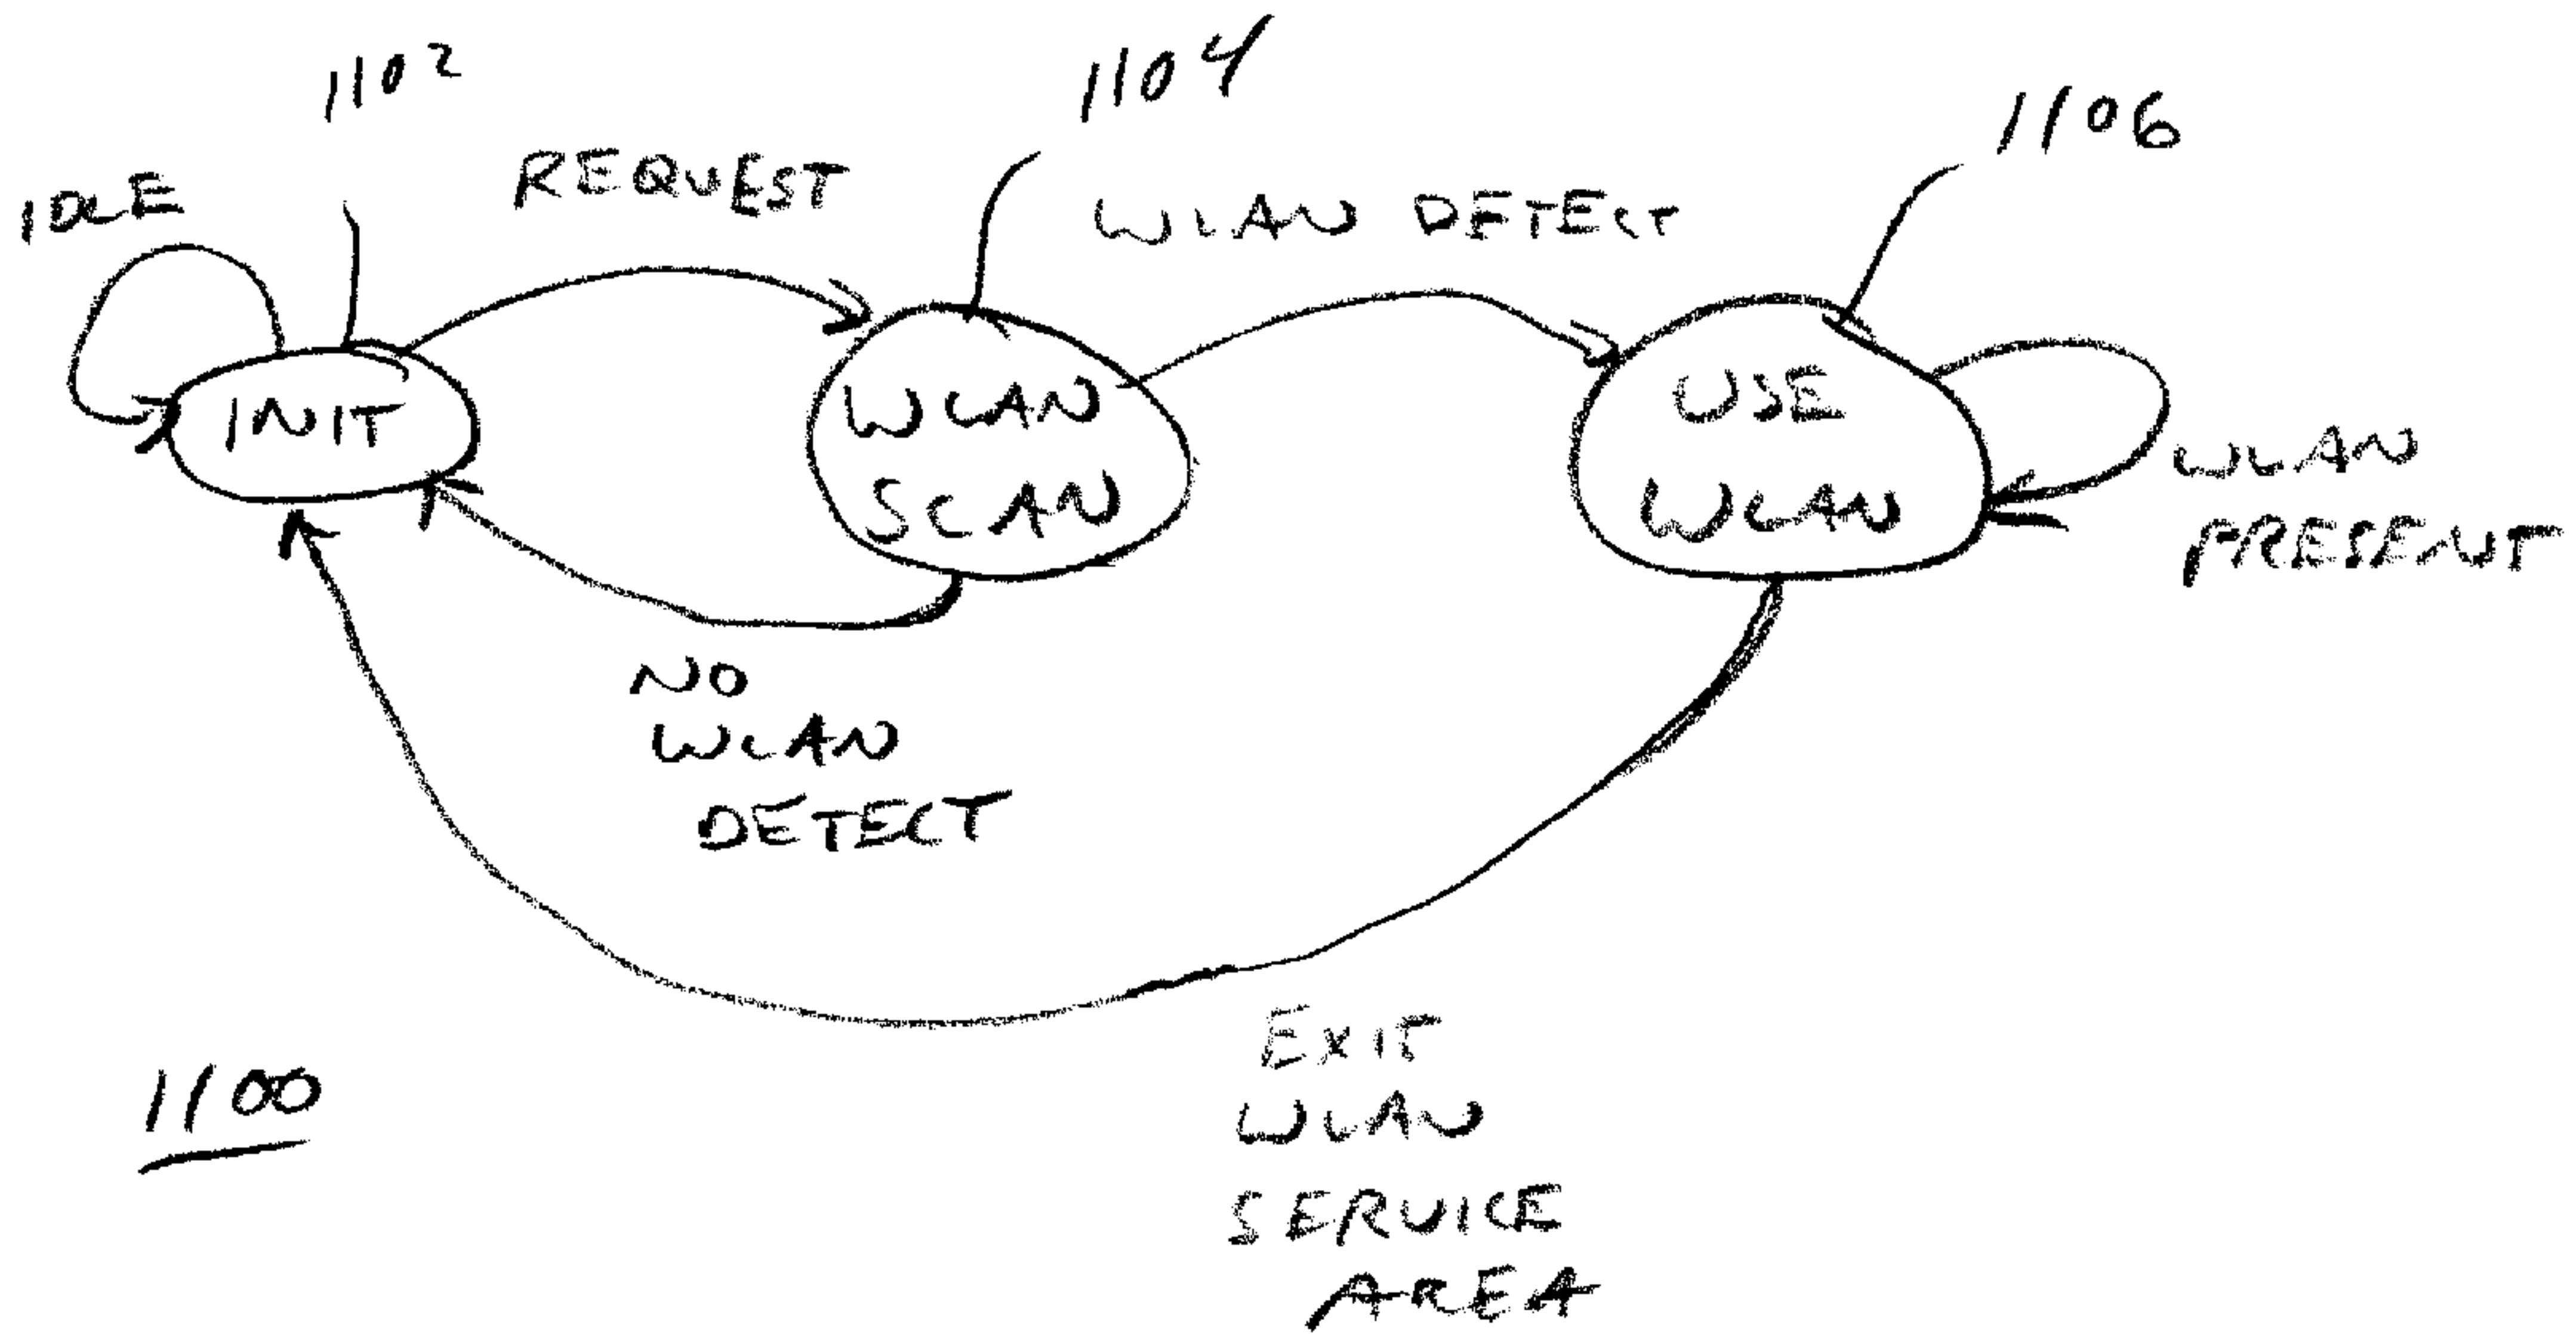 1102
1104
1106
IDLE
REQUEST
WLAN DETECT
INIT
WLAN
SCAN
USE
WLAN
WLAN
PRESENT
NO
WLAN
DETECT
EXIT
WLAN
SERVICE
AREA
1100